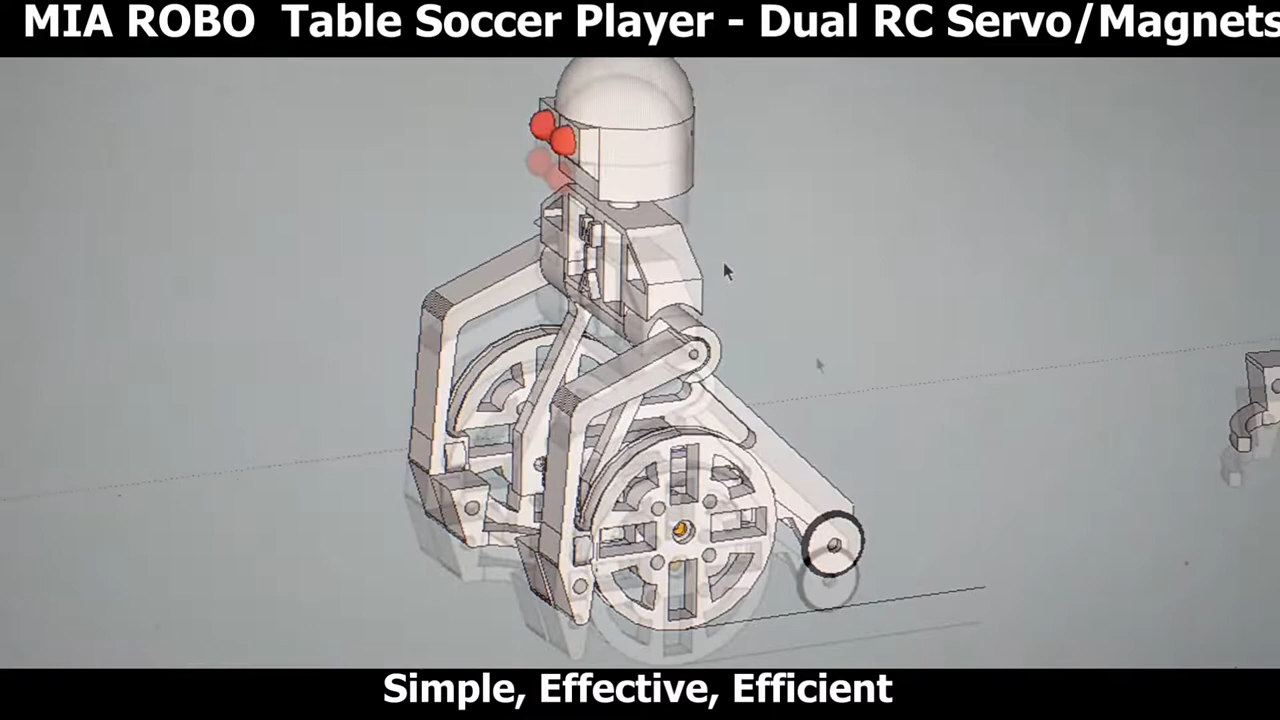 MIA ROBO  Table Soccer Player - Dual RC Servo/Magnets
Simple, Effective, Efficient